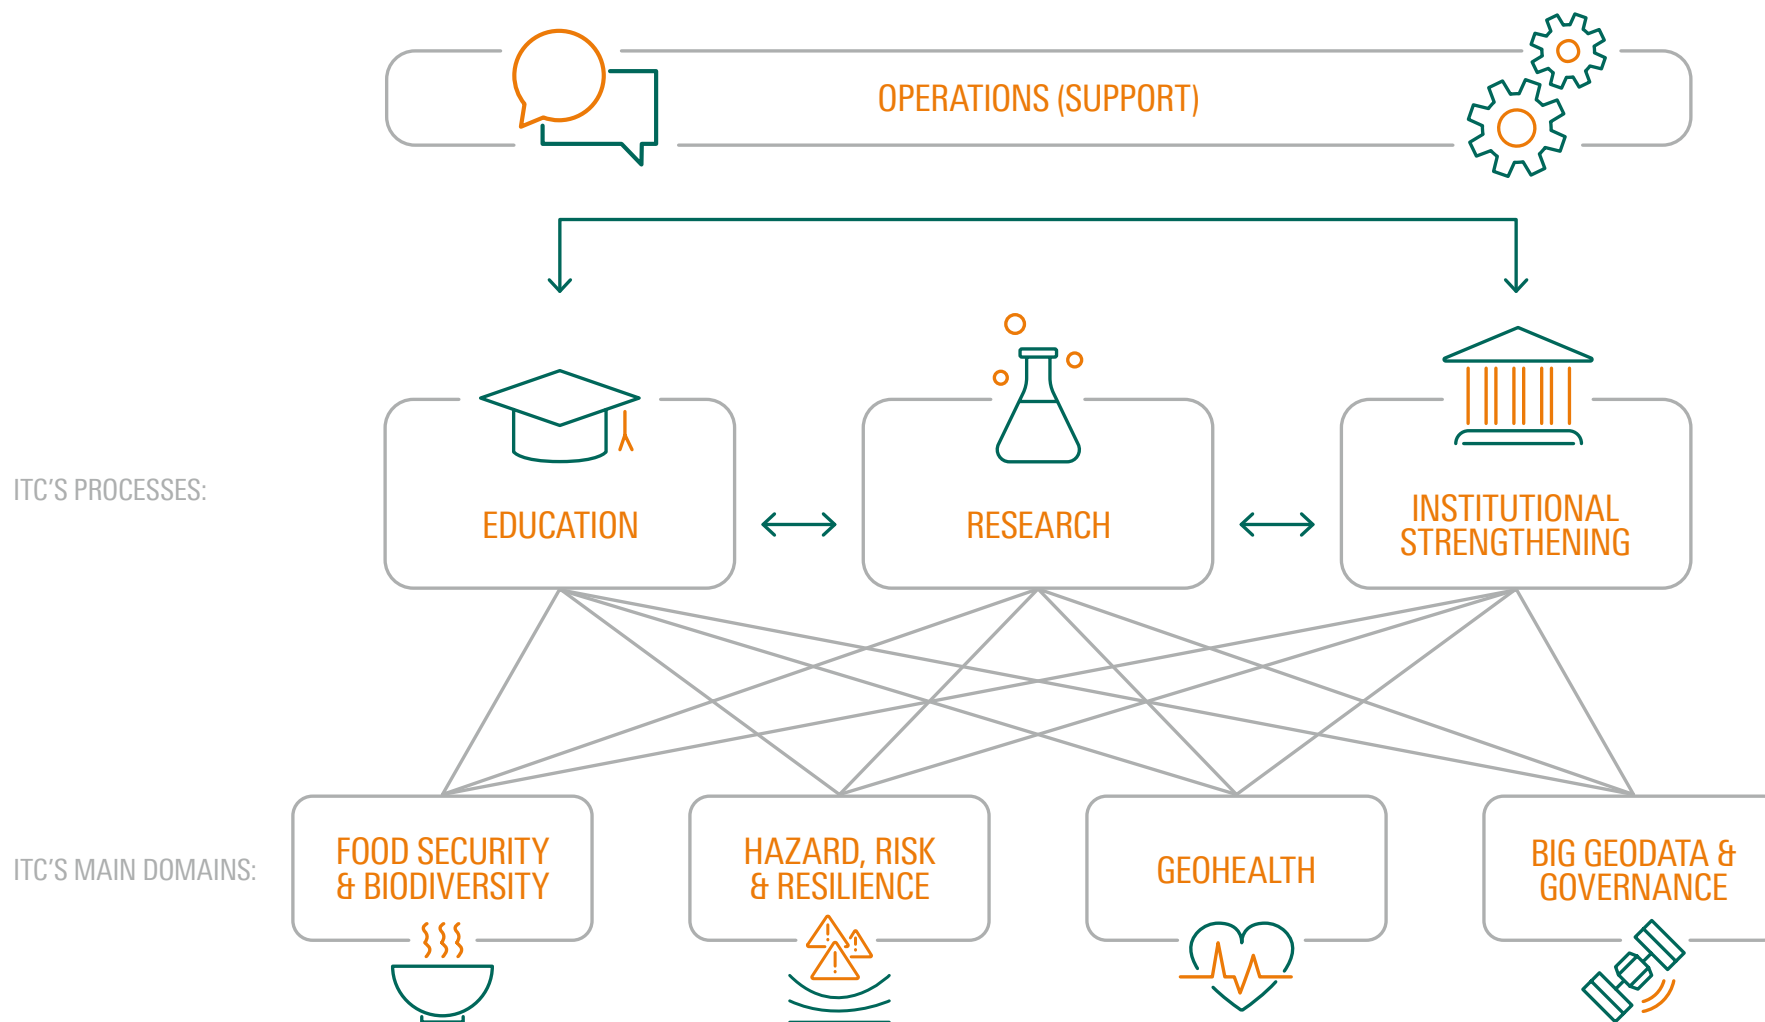 OPERATIONS (SUPPORT)
ITC'S PROCESSES:
EDUCATION
RESEARCH
INSTITUTIONAL
STRENGTHENING
ITC'S MAIN DOMAINS:
FOOD SECURITY
& BIODIVERSITY
HAZARD, RISK
& RESILIENCE
GEOHEALTH
BIG GEODATA &
GOVERNANCE